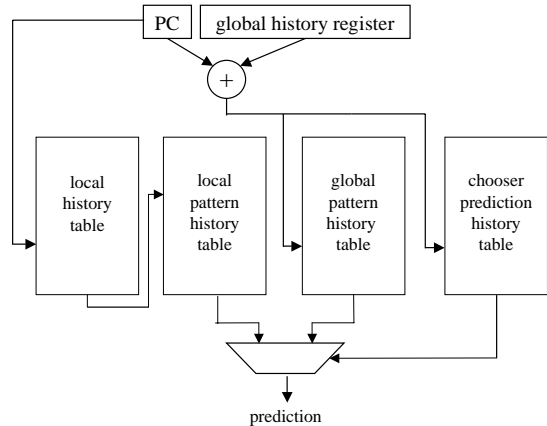 PC
global history register
+
local
history
table
local
pattern
history
table
global
pattern
history
table
chooser
prediction
history
table
prediction